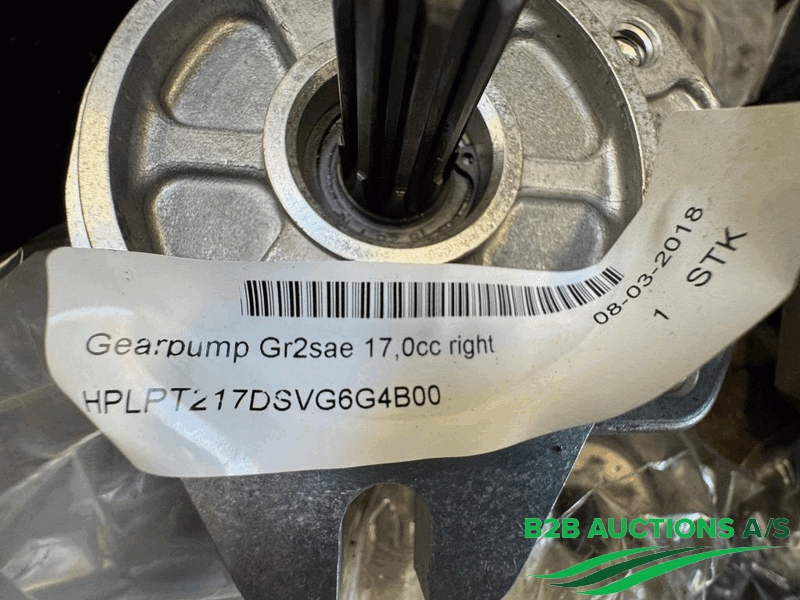 08-03-2018
1 STK
Gearpump Gr2sae 17,0cc right
HPLPT217DSVG6G4B00
B2B AUCTIONS A/S